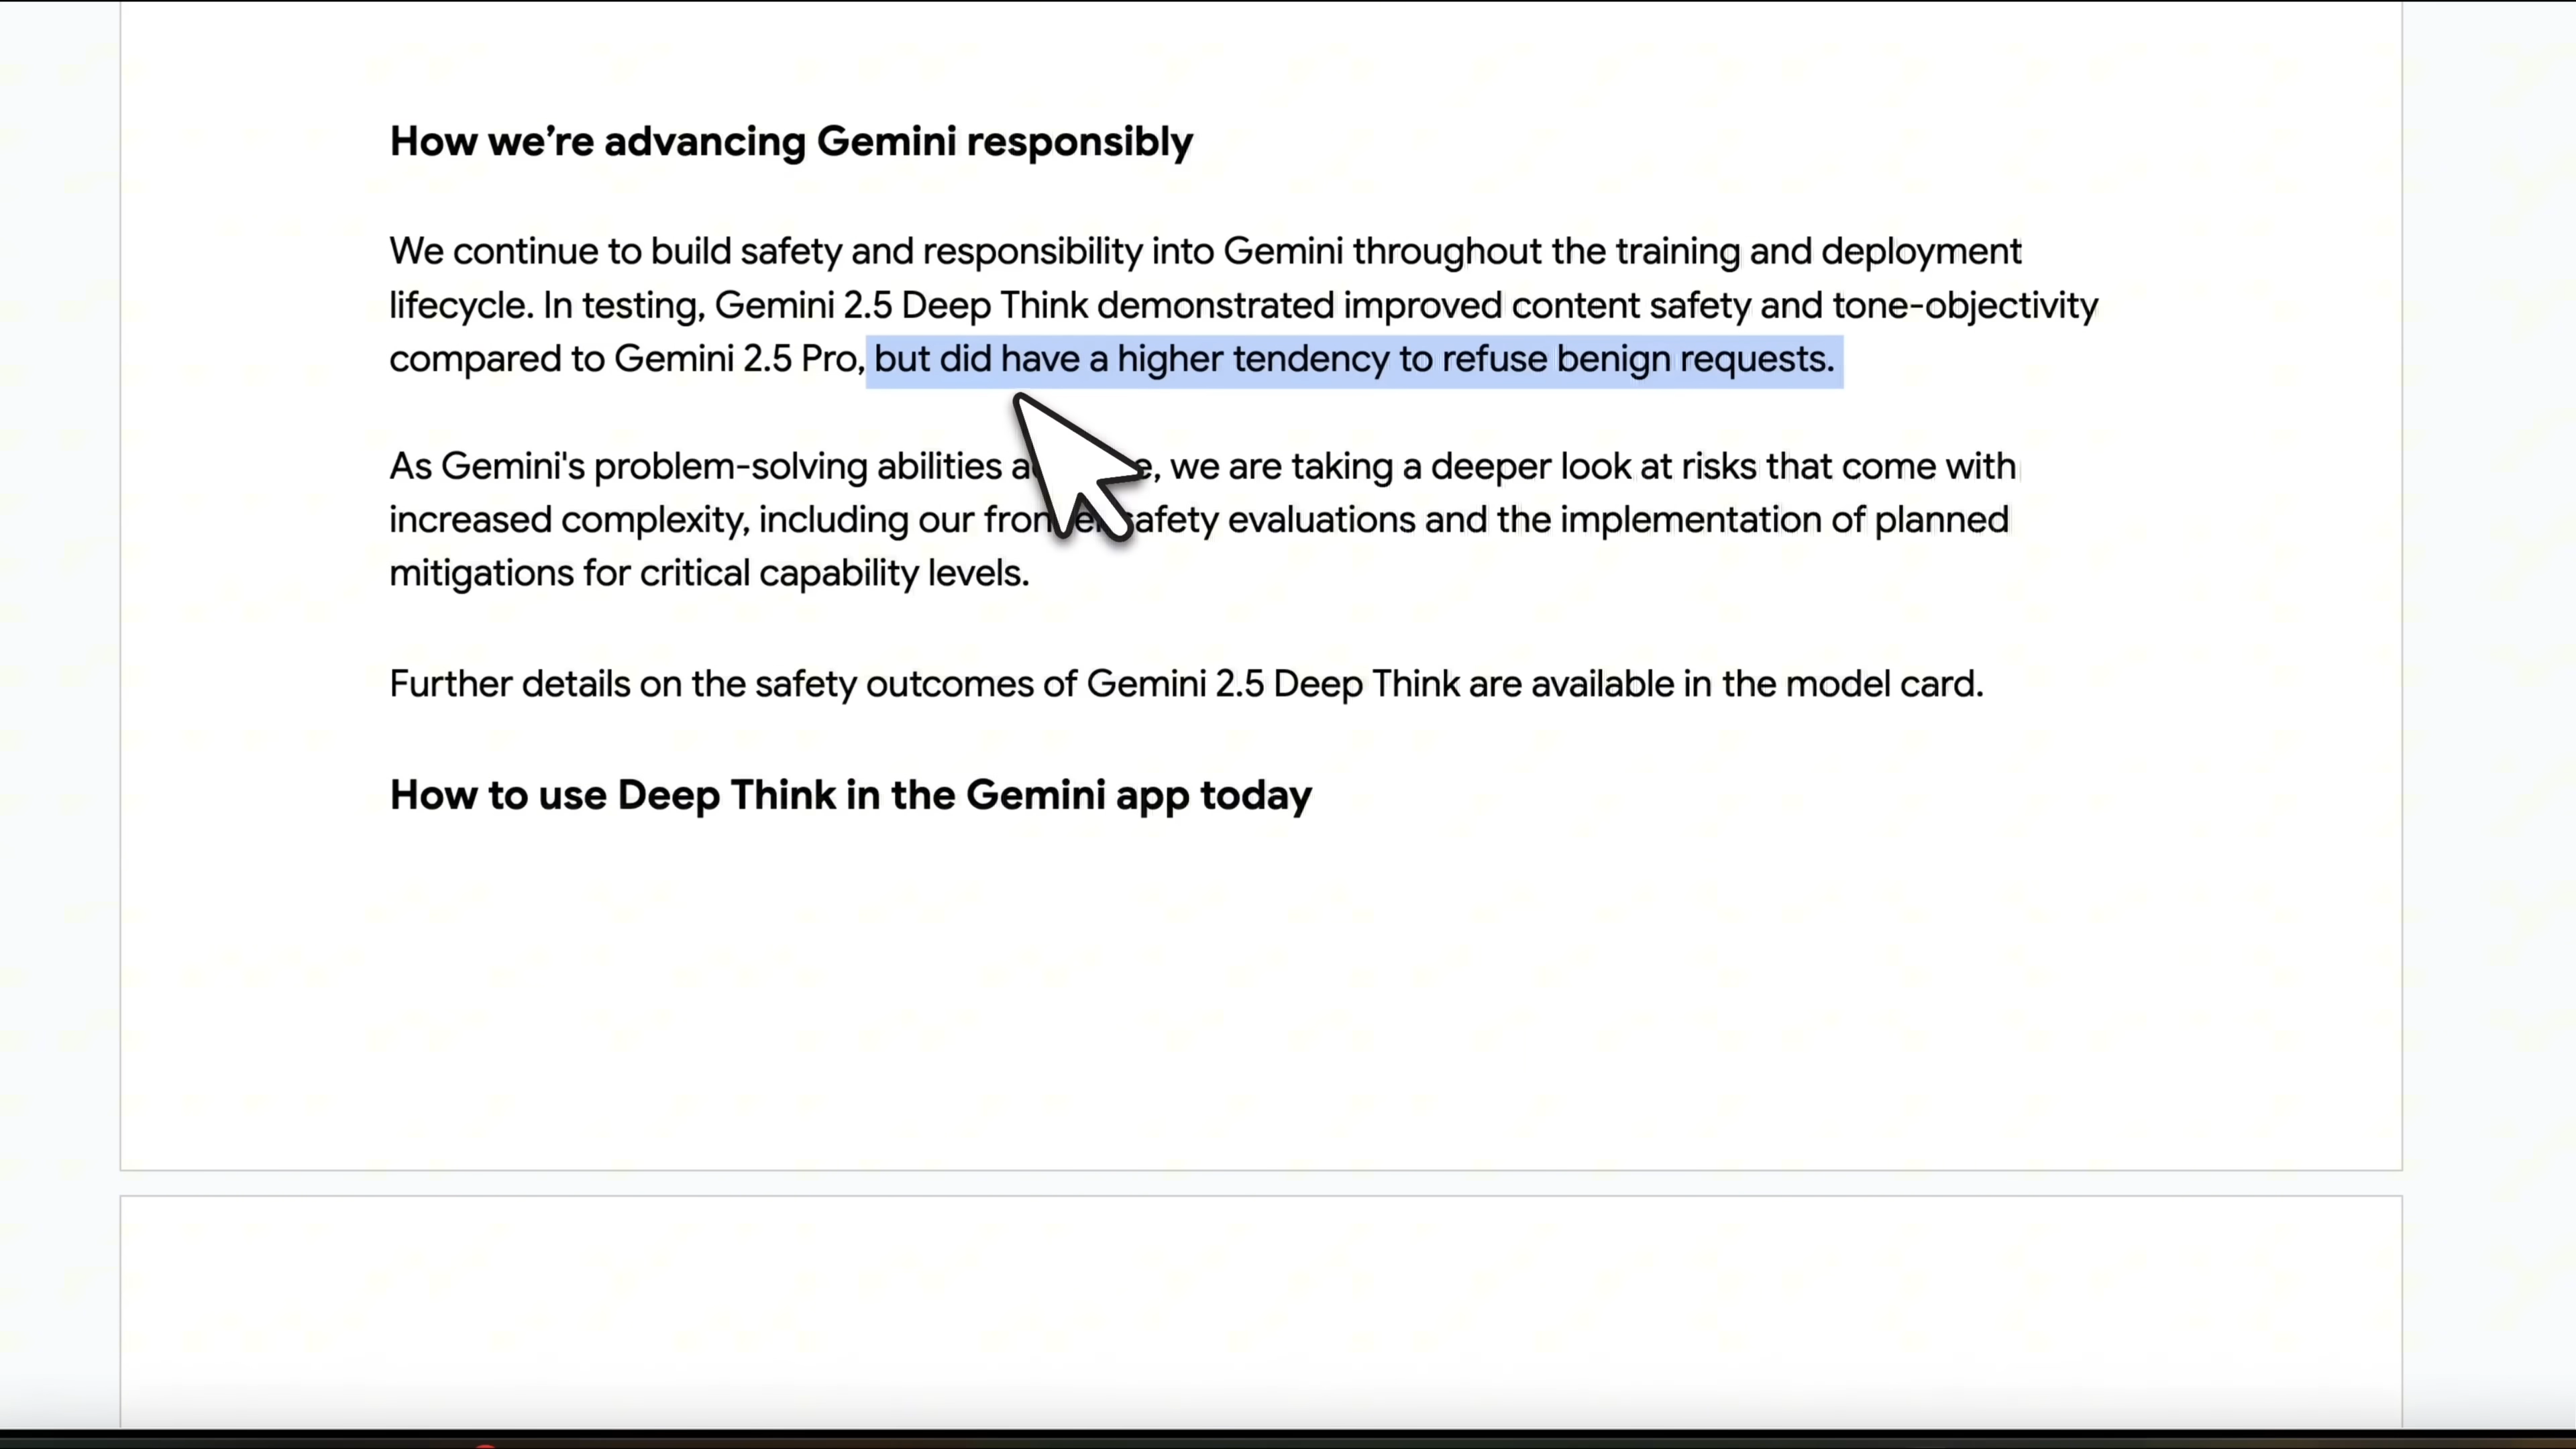 How we're advancing Gemini responsibly
We continue to build safety and responsibility into Gemini throughout the training and deployment
lifecycle. In testing, Gemini 2.5 Deep Think demonstrated improved content safety and tone-objectivity
compared to Gemini 2.5 Pro, but did have a higher tendency to refuse benign requests.
As Gemini's problem-solving abilities we are taking a deeper look at risks that come with
increased complexity, including our safety evaluations and the implementation of planned
mitigations for critical capability levels.
Further details on the safety outcomes of Gemini 2.5 Deep Think are available in the model card.
How to use Deep Think in the Gemini app today